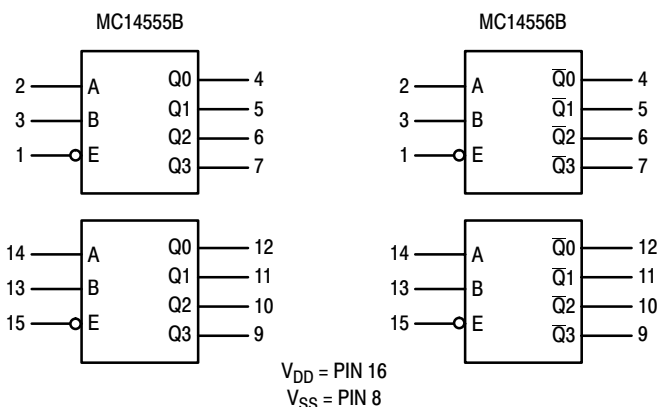 MC14555B
2 A Q0 4
3 B Q1 5
1 E Q2 6
Q3 7
14 A Q0 12
13 B Q1 11
15 E Q2 10
Q3 9
MC14556B
2 A Q̅0 4
3 B Q̅1 5
1 E Q̅2 6
Q̅3 7
14 A Q̅0 12
13 B Q̅1 11
15 E Q̅2 10
Q̅3 9
V_DD = PIN 16
V_SS = PIN 8